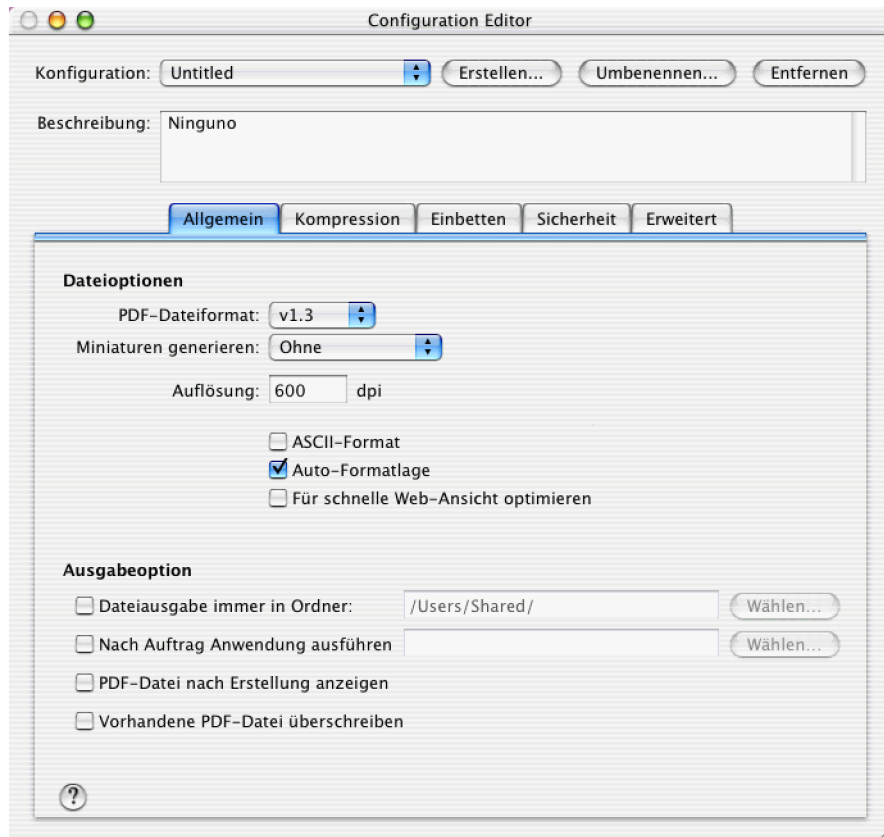 Configuration Editor
Konfiguration: Untitled Erstellen... Umbenennen... Entfernen
Beschreibung: Ninguno
Allgemein Kompression Einbetten Sicherheit Erweitert
Dateioptionen
PDF-Dateiformat: v1.3
Miniaturen generieren: Ohne
Auflösung: 600 dpi
ASCII-Format
Auto-Formatlage
Für schnelle Web-Ansicht optimieren
Ausgabeoption
Dateiausgabe immer in Ordner: /Users/Shared/ Wählen...
Nach Auftrag Anwendung ausführen Wählen...
PDF-Datei nach Erstellung anzeigen
Vorhandene PDF-Datei überschreiben
?